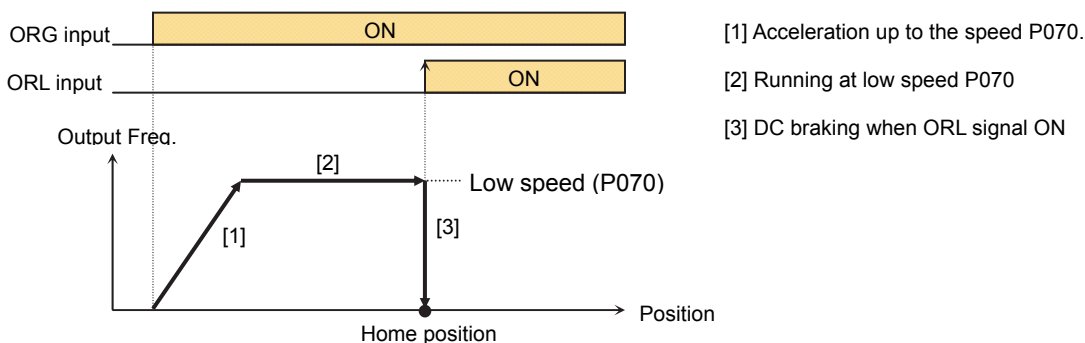 ORG input
ON
[1] Acceleration up to the speed P070.
ORL input
ON
[2] Running at low speed P070
[3] DC braking when ORL signal ON
Output Freq.
[2]
Low speed (P070)
[1]
[3]
Position
Home position